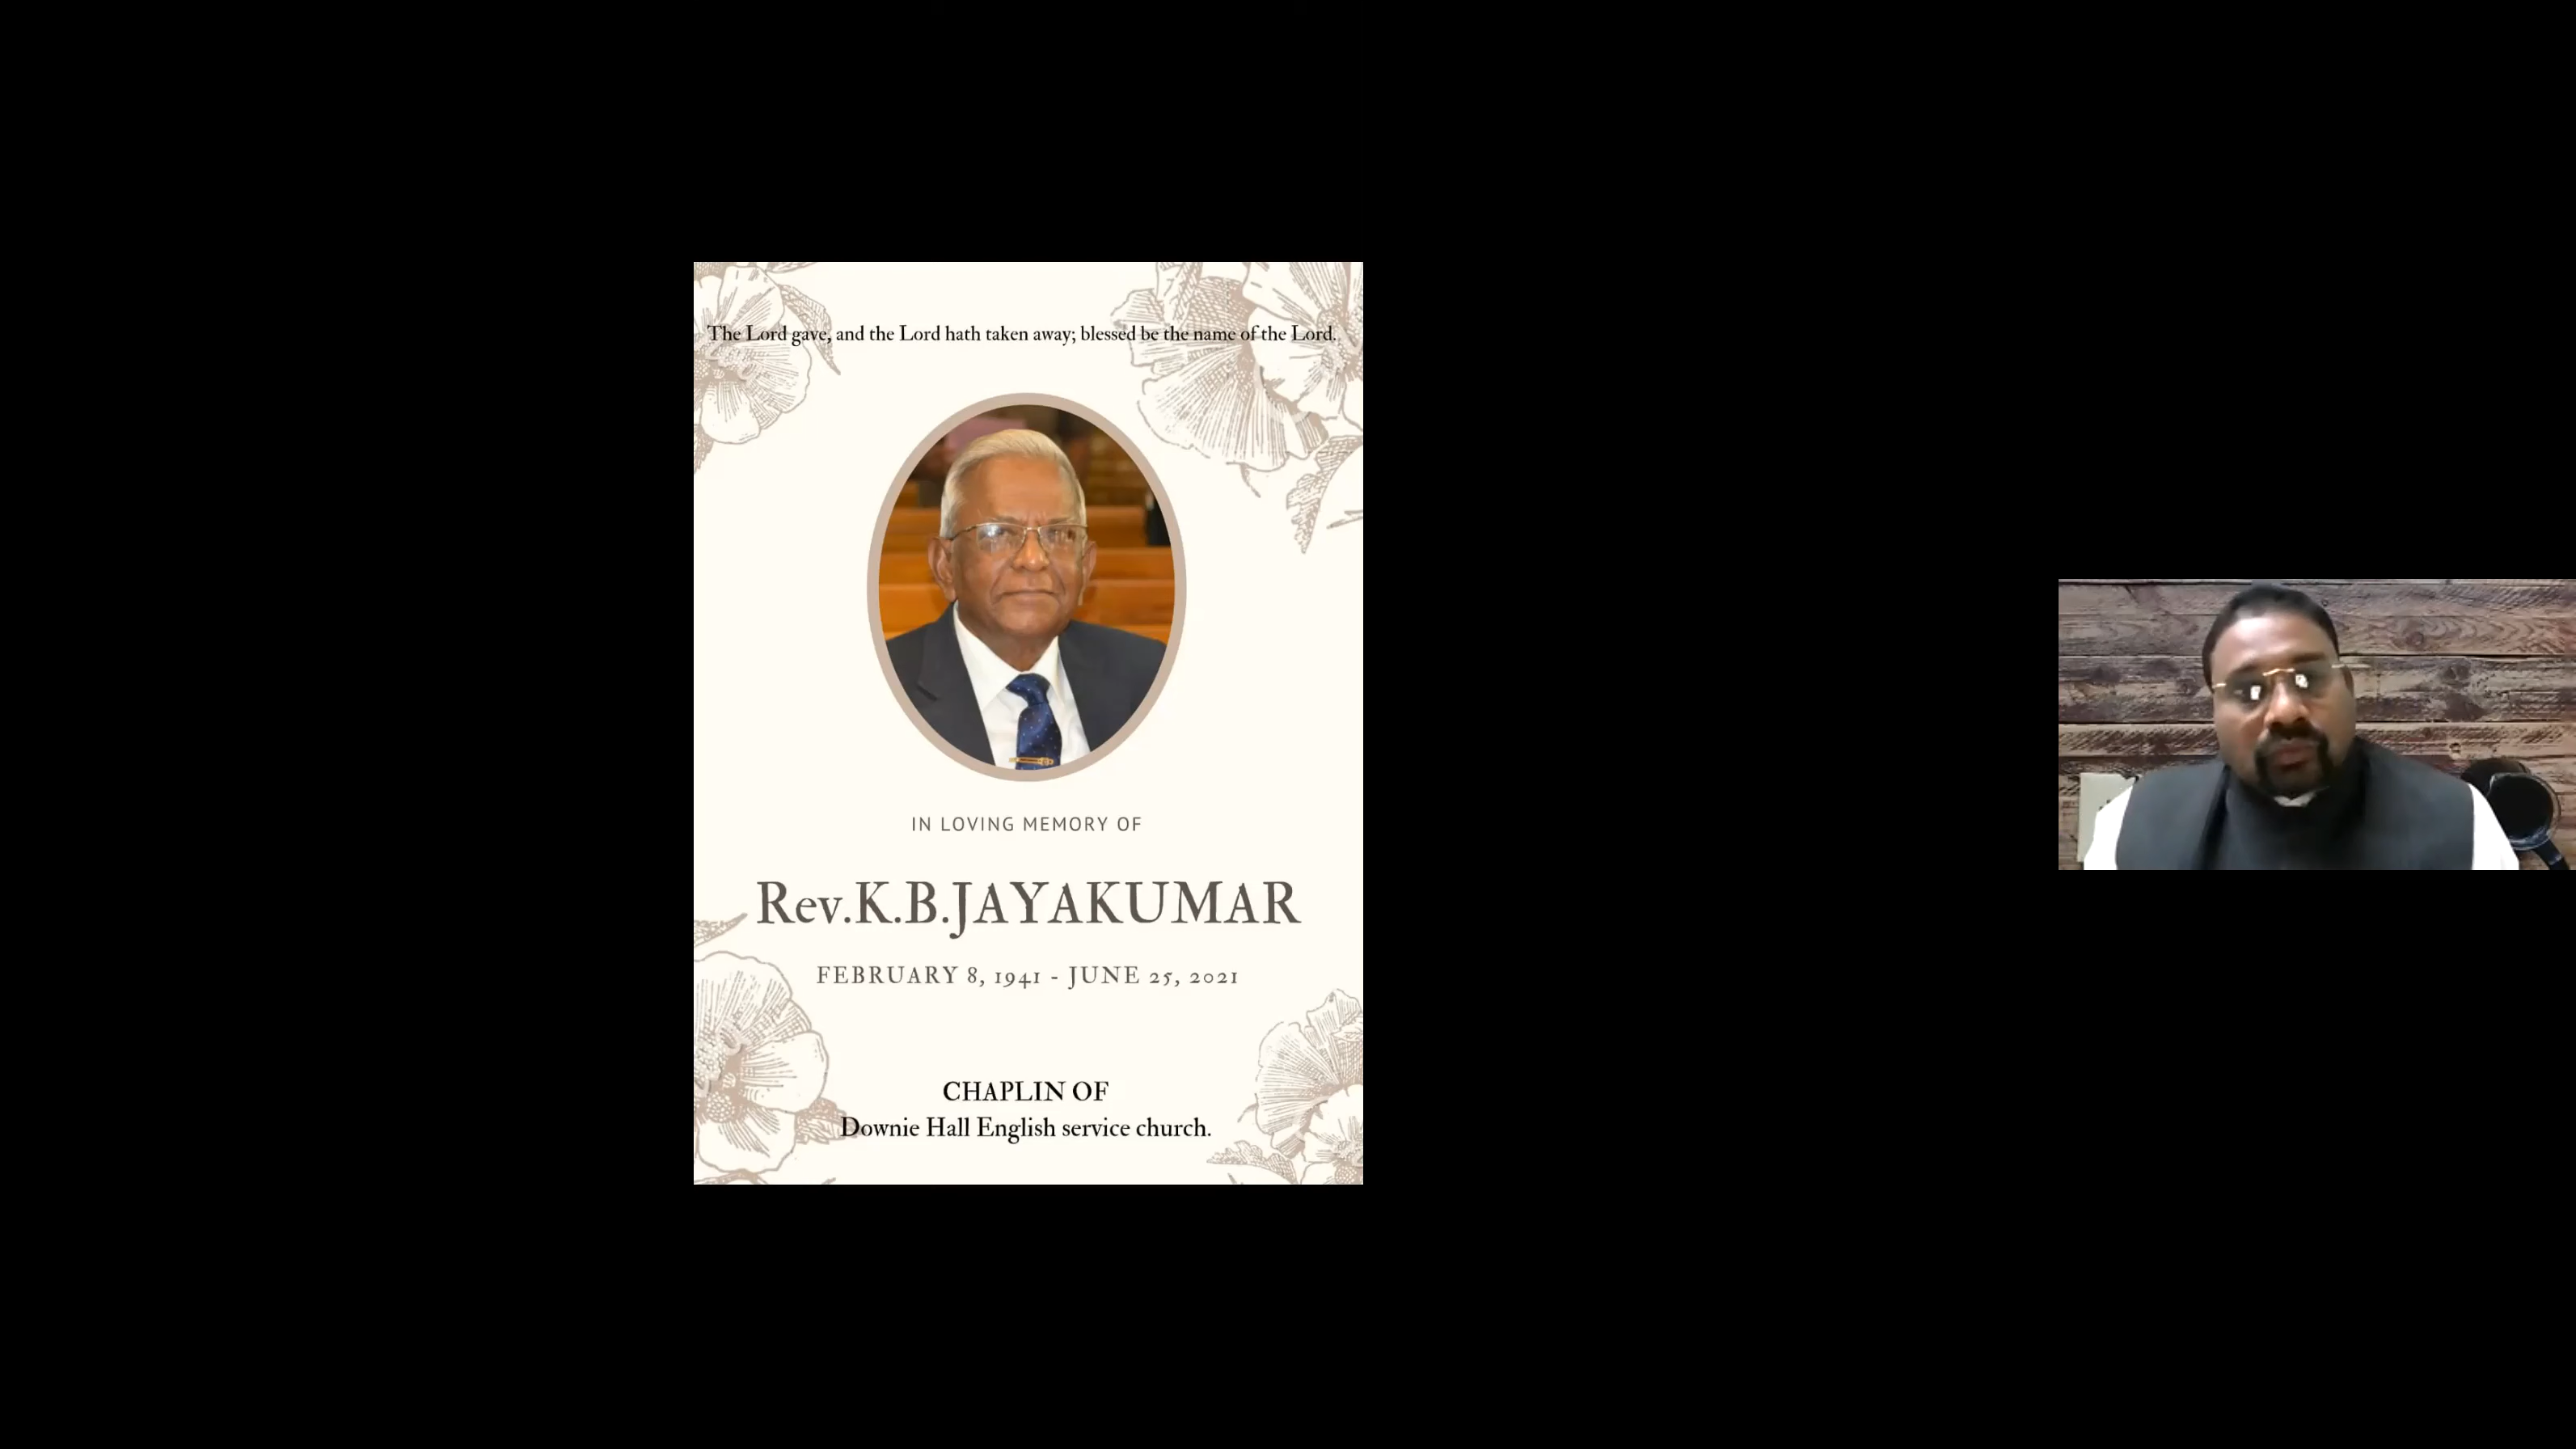 The Lord gave, and the Lord hath taken away; blessed be the name of the Lord.
IN LOVING MEMORY OF
Rev.K.B.JAYAKUMAR
FEBRUARY 8, 1941 - JUNE 25, 2021
CHAPLIN OF
Downie Hall English service church.